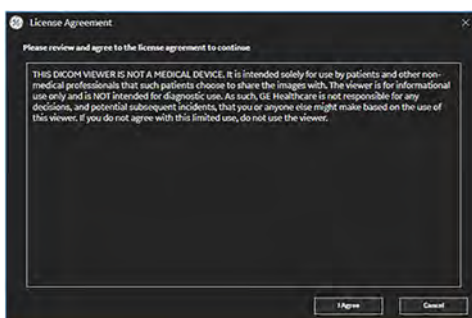 License Agreement
Please review and agree to the license agreement to continue
THIS DICOM VIEWER IS NOT A MEDICAL DEVICE. It is intended solely for use by patients and other non-
medical professionals that such patients choose to share the images with. The viewer is for informational
use only and is NOT intended for diagnostic use. As such, GE Healthcare is not responsible for any
decisions, and potential subsequent incidents, that you or anyone else might make based on the use of
this viewer. If you do not agree with this limited use, do not use the viewer.
I Agree
Cancel